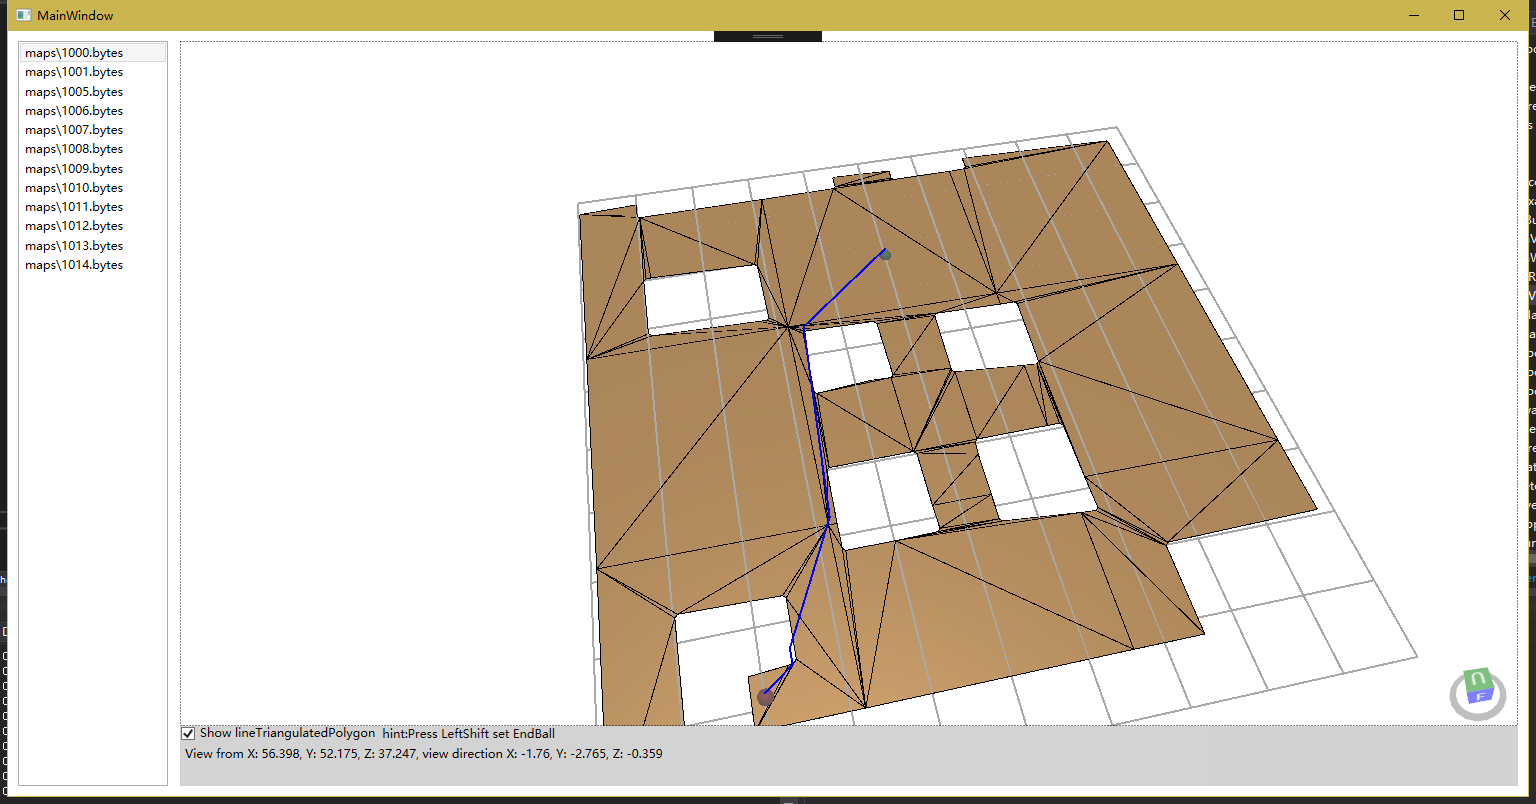 MainWindow
maps\1000.bytes
maps\1001.bytes
maps\1005.bytes
maps\1006.bytes
maps\1007.bytes
maps\1008.bytes
maps\1009.bytes
maps\1010.bytes
maps\1011.bytes
maps\1012.bytes
maps\1013.bytes
maps\1014.bytes
Show lineTriangulatedPolygon hint:Press LeftShift set EndBall
View from X: 56.398, Y: 52.175, Z: 37.247, view direction X: -1.76, Y: -2.765, Z: -0.359